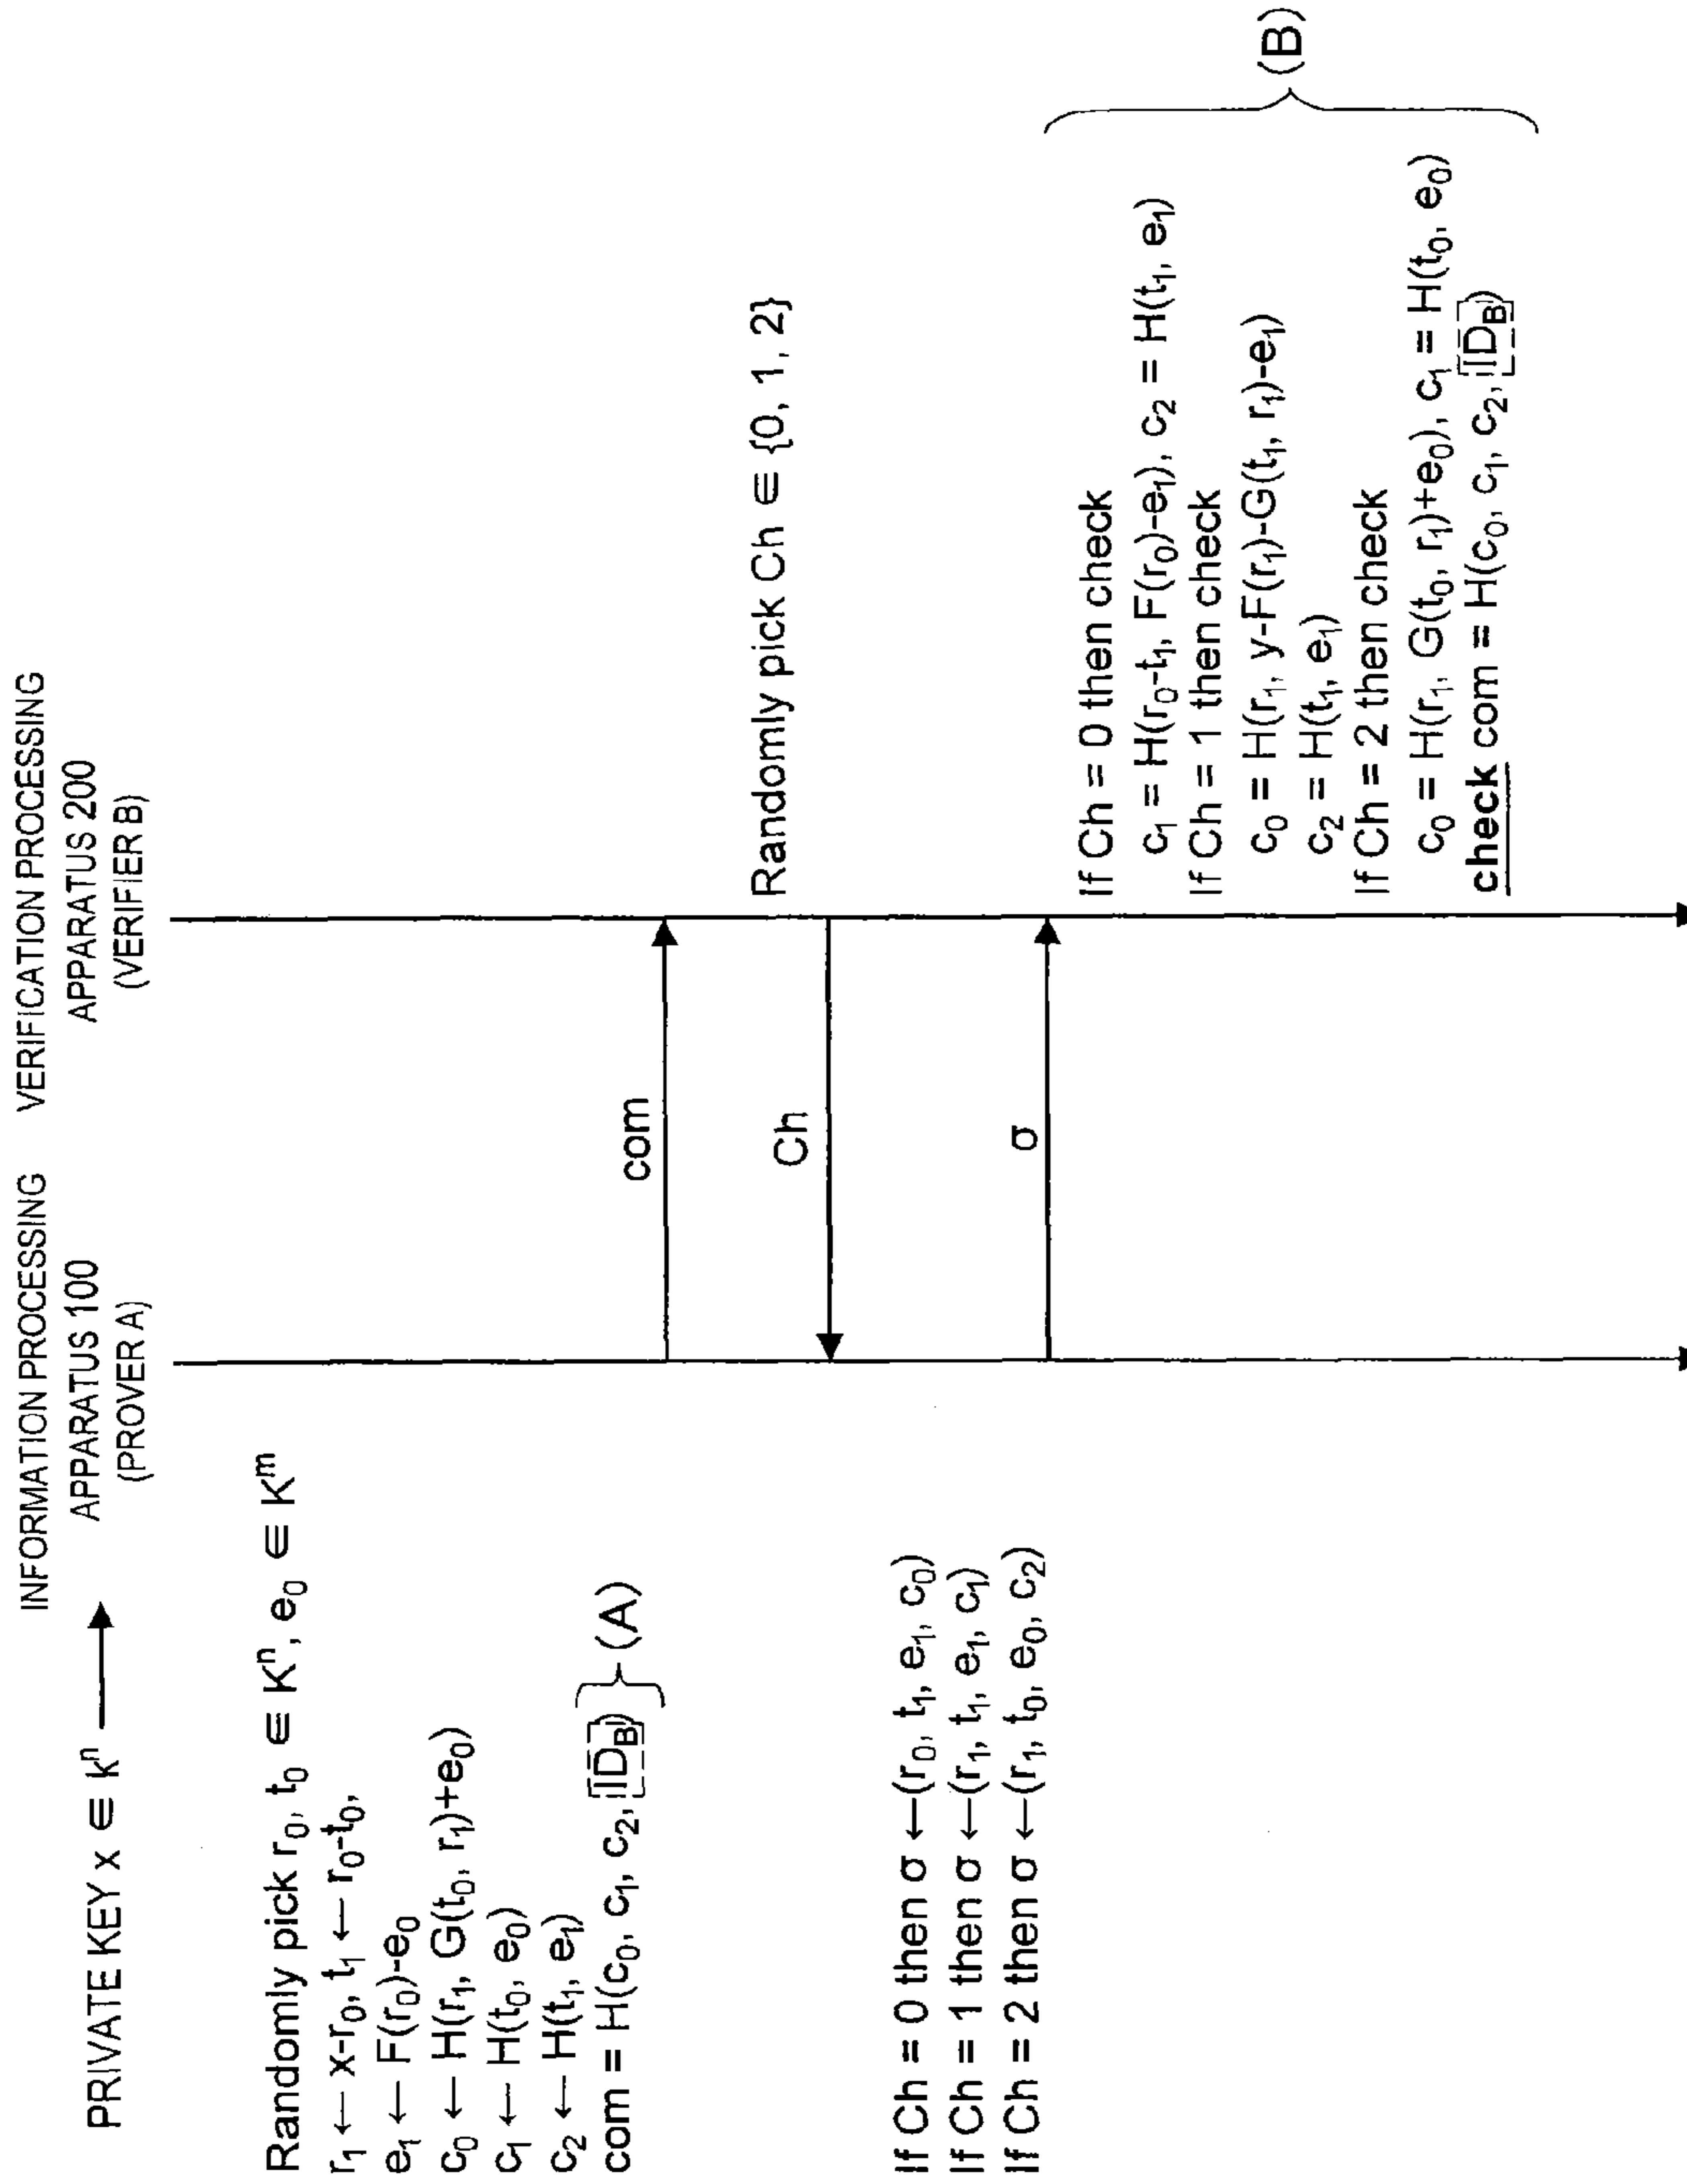 INFORMATION PROCESSING
APPARATUS 100
(PROVER A)
VERIFICATION PROCESSING
APPARATUS 200
(VERIFIER B)
PRIVATE KEY x ∈ kⁿ
Randomly pick r₀, t₀ ∈ Kⁿ, e₀ ∈ Kᵐ
r₁ ← x-r₀, t₁ ← r₀-t₀,
e₁ ← F(r₀)-e₀
c₀ ← H(r₁, G(t₀, r₁)+e₀)
c₁ ← H(t₀, e₀)
c₂ ← H(t₁, e₁)
com = H(c₀, c₁, c₂, ID_B)
(A)
com
Randomly pick Ch ∈ {0, 1, 2}
Ch
If Ch = 0 then σ ←(r₀, t₁, e₁, c₀)
If Ch = 1 then σ ←(r₁, t₁, e₁, c₁)
If Ch = 2 then σ ←(r₁, t₀, e₀, c₂)
σ
If Ch = 0 then check
c₁ = H(r₀-t₁, F(r₀)-e₁), c₂ = H(t₁, e₁)
If Ch = 1 then check
c₀ = H(r₁, y-F(r₁)-G(t₁, r₁)-e₁)
c₂ = H(t₁, e₁)
If Ch = 2 then check
c₀ = H(r₁, G(t₀, r₁)+e₀), c₁ = H(t₀, e₀)
check com = H(c₀, c₁, c₂, ID_B)
(B)